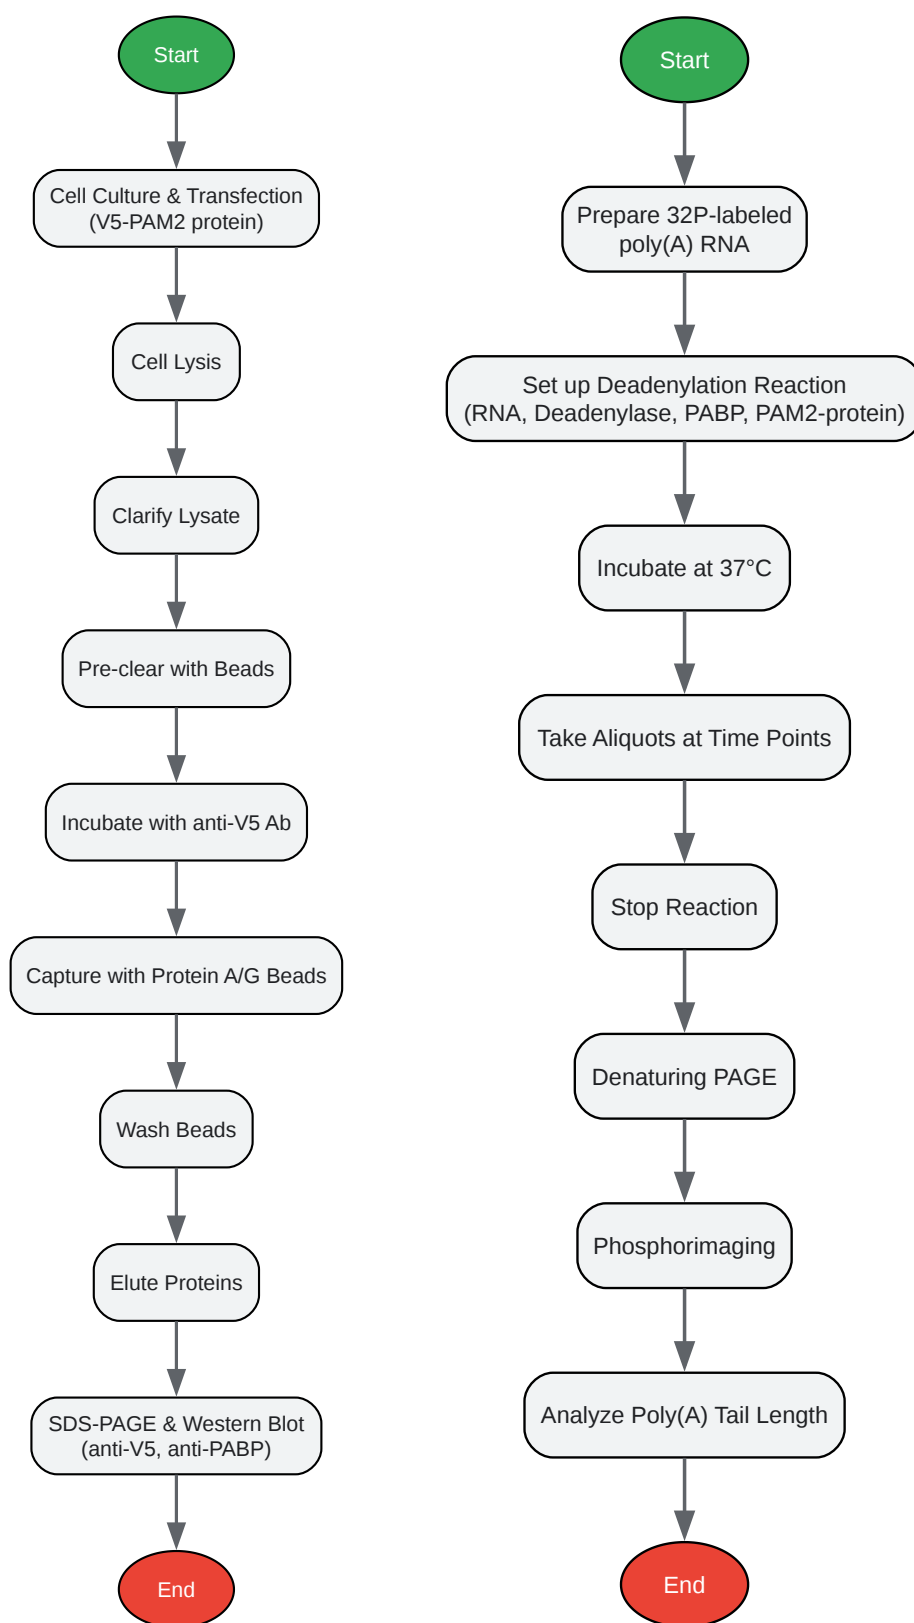 Start
Cell Culture & Transfection
(V5-PAM2 protein)
Cell Lysis
Clarify Lysate
Pre-clear with Beads
Incubate with anti-V5 Ab
Capture with Protein A/G Beads
Wash Beads
Elute Proteins
SDS-PAGE & Western Blot
(anti-V5, anti-PABP)
End
Start
Prepare 32P-labeled
poly(A) RNA
Set up Deadenylation Reaction
(RNA, Deadenylase, PABP, PAM2-protein)
Incubate at 37°C
Take Aliquots at Time Points
Stop Reaction
Denaturing PAGE
Phosphorimaging
Analyze Poly(A) Tail Length
End